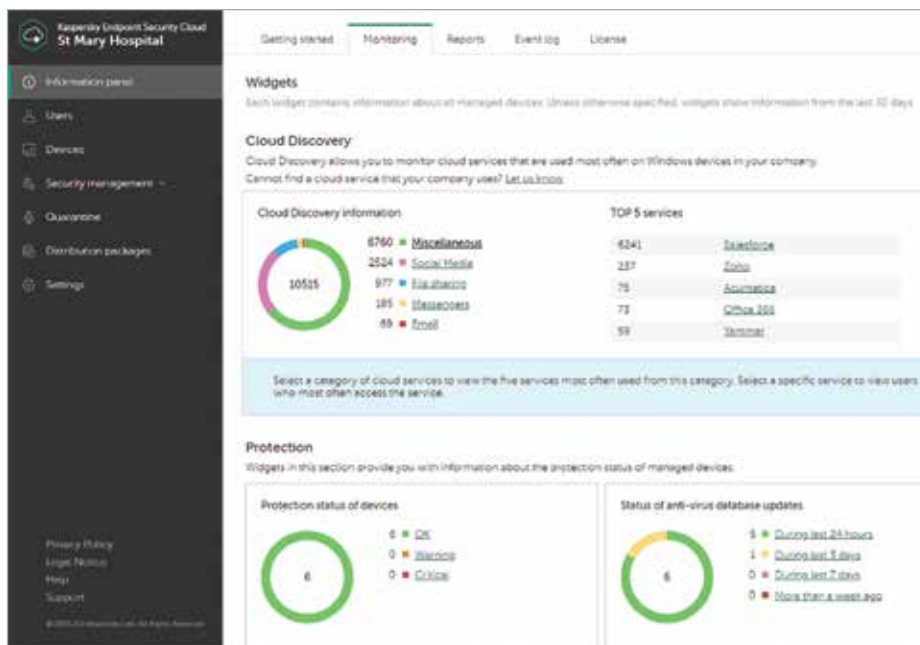 Kaspersky Endpoint Security Cloud
St Mary Hospital
Information panel
Users
Devices
Security management
Quarantine
Distribution packages
Settings
Privacy Policy
Legal Notice
Help
Support
Getting started
Monitoring
Reports
Event log
License
Widgets
Each widget contains information about all managed devices. Unless otherwise specified, widgets show information from the last 30 days
Cloud Discovery
Cloud Discovery allows you to monitor cloud services that are used most often on Windows devices in your company.
Cannot find a cloud service that your company uses? Let us know
Cloud Discovery information
10515
6760 Miscellaneous
2524 Social Media
977 File sharing
185 Messengers
69 Email
TOP 5 services
6241 Salesforce
237 Zoho
75 Acumatica
73 Office 365
59 Yammer
Select a category of cloud services to view the five services most often used from this category. Select a specific service to view users
who most often access the service.
Protection
Widgets in this section provide you with information about the protection status of managed devices.
Protection status of devices
6
6 OK
0 Warning
0 Critical
Status of anti-virus database updates
6
5 During last 24 hours
1 During last 3 days
0 During last 7 days
0 More than a week ago